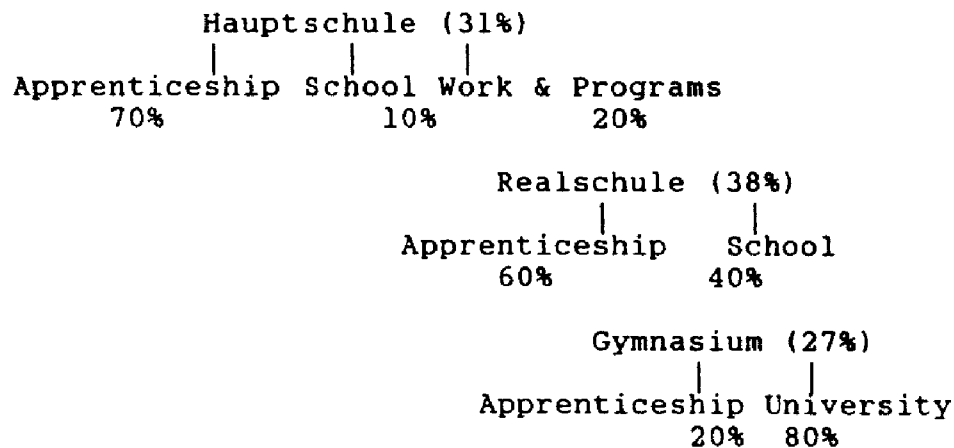 Hauptschule (31%)
Apprenticeship School Work & Programs
70% 10% 20%
Realschule (38%)
Apprenticeship School
60% 40%
Gymnasium (27%)
Apprenticeship University
20% 80%